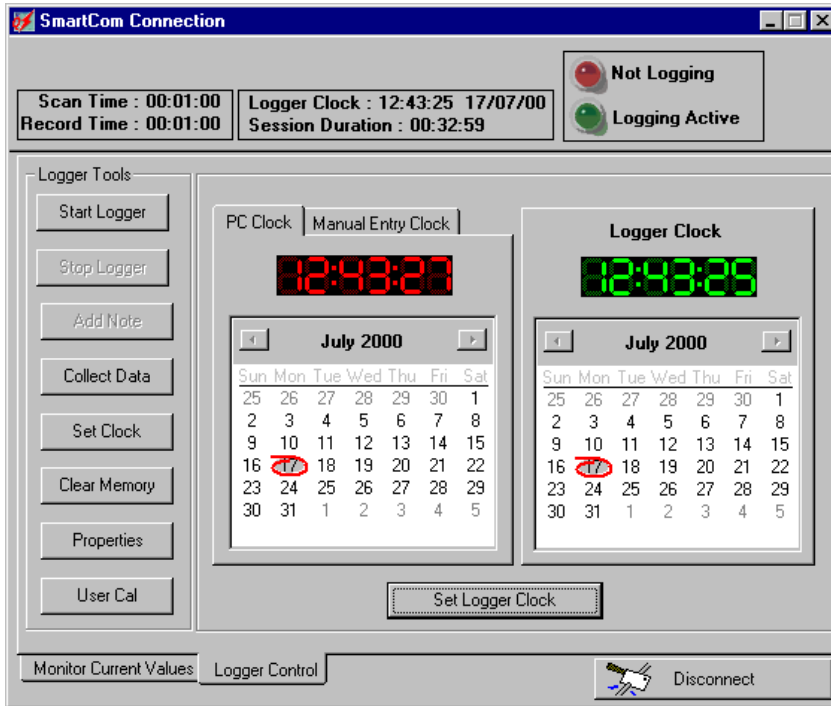 SmartCom Connection
Not Logging
Scan Time : 00:01:00
Record Time : 00:01:00
Logger Clock : 12:43:25 17/07/00
Session Duration : 00:32:59
Logging Active
Logger Tools
Start Logger
Stop Logger
Add Note
Collect Data
Set Clock
Clear Memory
Properties
User Cal
PC Clock
Manual Entry Clock
12:43:27
July 2000
Sun Mon Tue Wed Thu Fri Sat
25 26 27 28 29 30 1
2 3 4 5 6 7 8
9 10 11 12 13 14 15
16 17 18 19 20 21 22
23 24 25 26 27 28 29
30 31 1 2 3 4 5
Logger Clock
12:43:25
July 2000
Sun Mon Tue Wed Thu Fri Sat
25 26 27 28 29 30 1
2 3 4 5 6 7 8
9 10 11 12 13 14 15
16 17 18 19 20 21 22
23 24 25 26 27 28 29
30 31 1 2 3 4 5
Set Logger Clock
Monitor Current Values
Logger Control
Disconnect